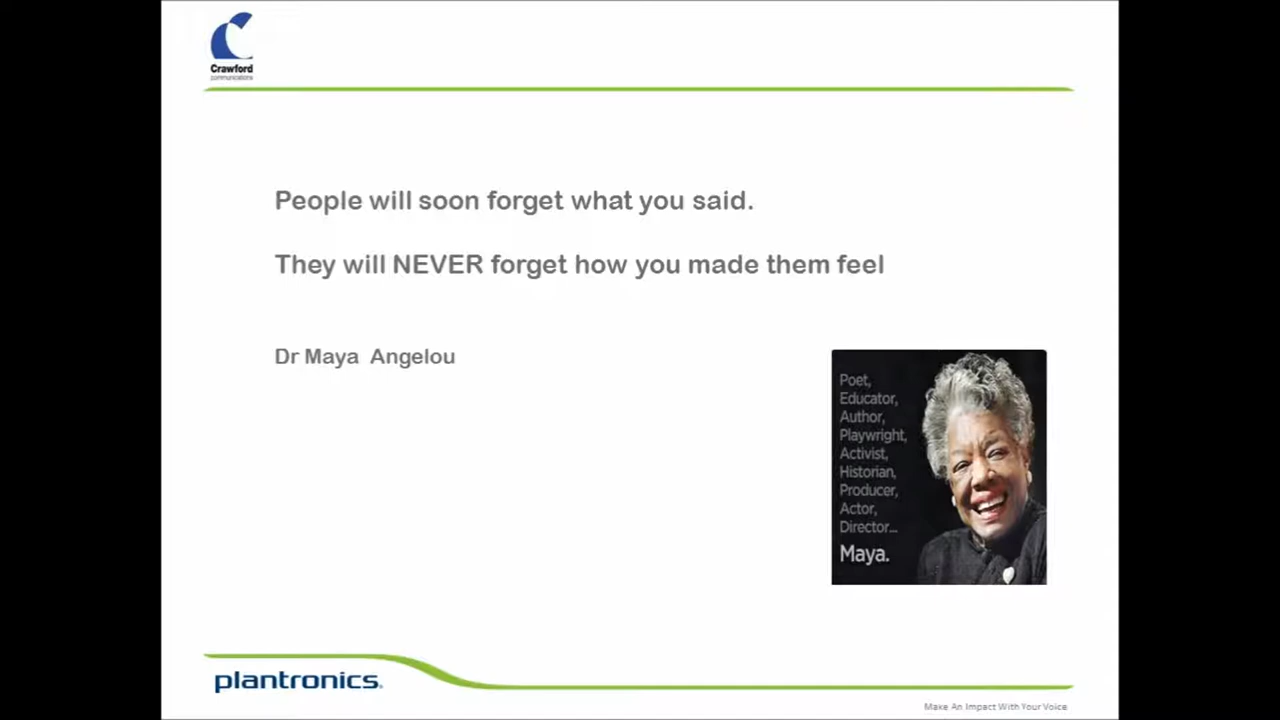 Crawford
communications
People will soon forget what you said.
They will NEVER forget how you made them feel
Dr Maya Angelou
Poet,
Educator,
Author,
Playwright,
Activist,
Historian,
Producer,
Actor,
Director...
Maya.
plantronics®
Make An Impact With Your Voice